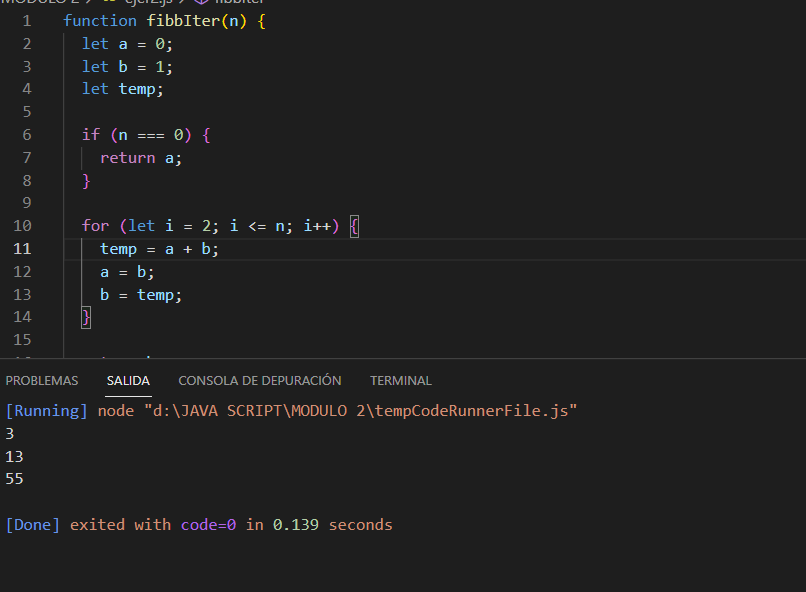 MODULO 2 > ejer2.js > fibbIter
1 function fibbIter(n) {
2 let a = 0;
3 let b = 1;
4 let temp;
5
6 if (n === 0) {
7 return a;
8 }
9
10 for (let i = 2; i <= n; i++) {
11 temp = a + b;
12 a = b;
13 b = temp;
14 }
15
PROBLEMAS SALIDA CONSOLA DE DEPURACIÓN TERMINAL
[Running] node "d:\JAVA SCRIPT\MODULO 2\tempCodeRunnerFile.js"
3
13
55
[Done] exited with code=0 in 0.139 seconds